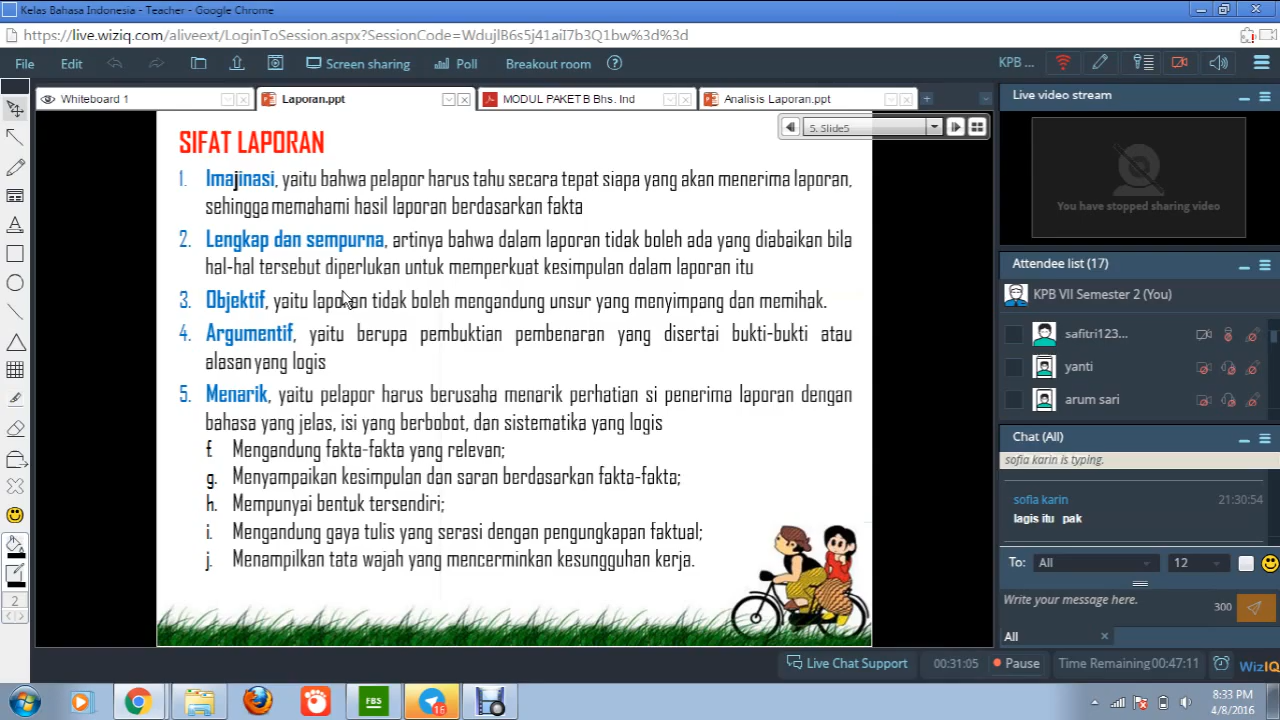 Kelas Bahasa Indonesia - Teacher - Google Chrome
https://live.wiziq.com/aliveext/LoginToSession.aspx?SessionCode=WdujlB6s5j41aiI7b3Q1bw%3d%3d
File Edit Screen sharing Poll Breakout room KPB ...
Whiteboard 1 Laporan.ppt MODUL PAKET B Bhs. Ind Analisis Laporan.ppt
5. Slide5
SIFAT LAPORAN
1. Imajinasi, yaitu bahwa pelapor harus tahu secara tepat siapa yang akan menerima laporan,
sehingga memahami hasil laporan berdasarkan fakta
2. Lengkap dan sempurna, artinya bahwa dalam laporan tidak boleh ada yang diabaikan bila
hal-hal tersebut diperlukan untuk memperkuat kesimpulan dalam laporan itu
3. Objektif, yaitu laporan tidak boleh mengandung unsur yang menyimpang dan memihak.
4. Argumentif, yaitu berupa pembuktian pembenaran yang disertai bukti-bukti atau
alasan yang logis
5. Menarik, yaitu pelapor harus berusaha menarik perhatian si penerima laporan dengan
bahasa yang jelas, isi yang berbobot, dan sistematika yang logis
f. Mengandung fakta-fakta yang relevan;
g. Menyampaikan kesimpulan dan saran berdasarkan fakta-fakta;
h. Mempunyai bentuk tersendiri;
i. Mengandung gaya tulis yang serasi dengan pengungkapan faktual;
j. Menampilkan tata wajah yang mencerminkan kesungguhan kerja.
Live video stream
You have stopped sharing video
Attendee list (17)
KPB VII Semester 2 (You)
safitri123...
yanti
arum sari
Chat (All)
sofia karin is typing.
sofia karin 21:30:54
lagis itu pak
To: All 12
Write your message here. 300
All
Live Chat Support 00:31:05 Pause Time Remaining 00:47:11 WizIQ
2
FBS
16
8:33 PM
4/8/2016